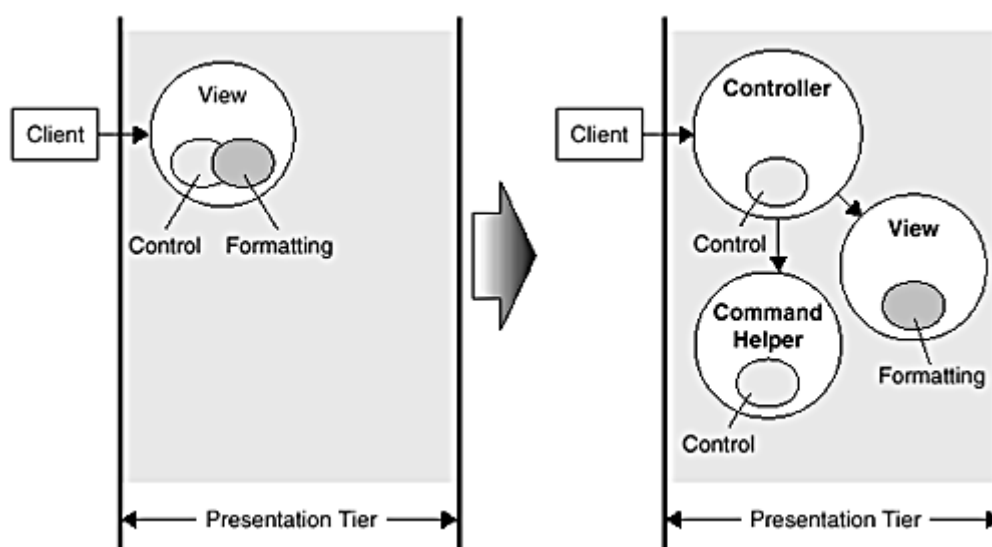 View
Client
Control
Formatting
Presentation Tier
Controller
Client
Control
View
Command
Helper
Formatting
Control
Presentation Tier